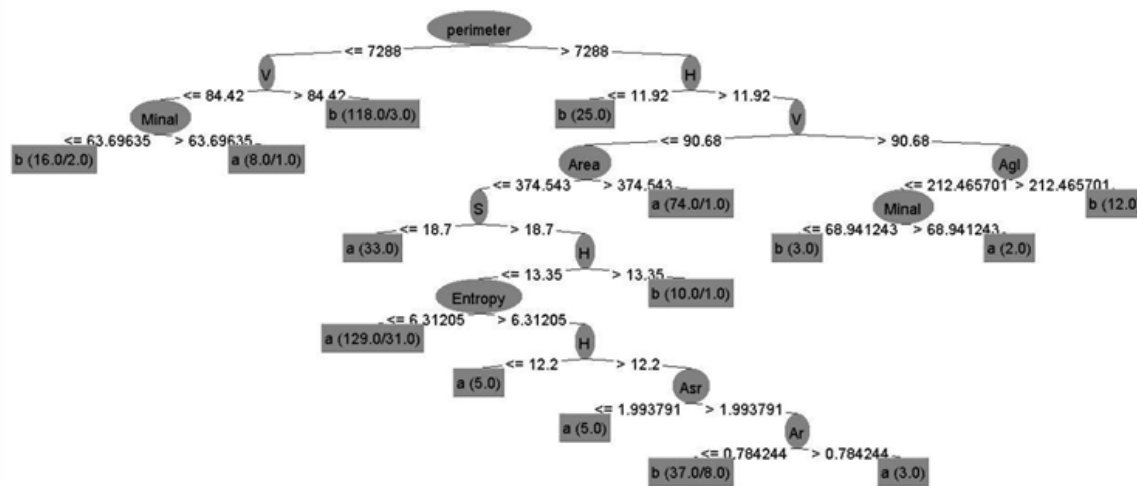 perimeter
<= 7288 > 7288
V H
<= 84.42 > 84.42 <= 11.92 > 11.92
Minal b (118.0/3.0) b (25.0) V
<= 63.69635 > 63.69635 <= 90.68 > 90.68
b (16.0/2.0) a (8.0/1.0) Area Agl
<= 374.543 > 374.543 <= 212.465701 > 212.465701
S a (74.0/1.0) Minal b (12.0
<= 18.7 > 18.7 <= 68.941243 > 68.941243
a (33.0) H b (3.0) a (2.0)
<= 13.35 > 13.35
Entropy b (10.0/1.0)
<= 6.31205 > 6.31205
a (129.0/31.0) H
<= 12.2 > 12.2
a (5.0) Asr
<= 1.993791 > 1.993791
a (5.0) Ar
<= 0.784244 > 0.784244
b (37.0/8.0) a (3.0)